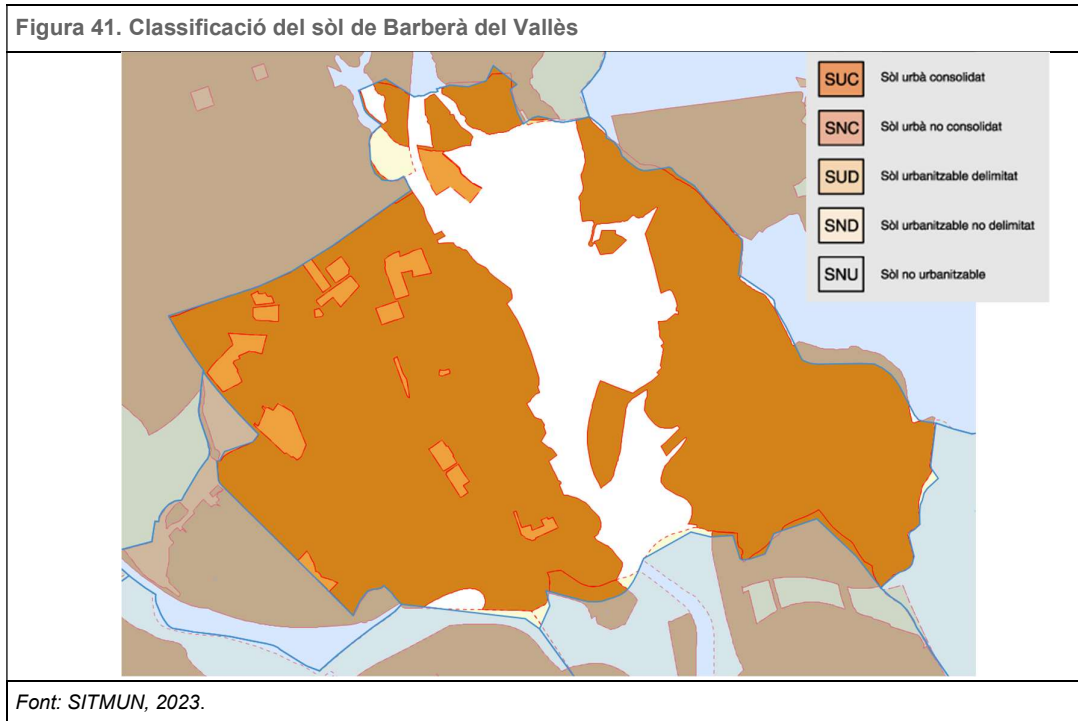 Figura 41. Classificació del sòl de Barberà del Vallès
SUC Sòl urbà consolidat
SNC Sòl urbà no consolidat
SUD Sòl urbanitzable delimitat
SND Sòl urbanitzable no delimitat
SNU Sòl no urbanitzable
Font: SITMUN, 2023.